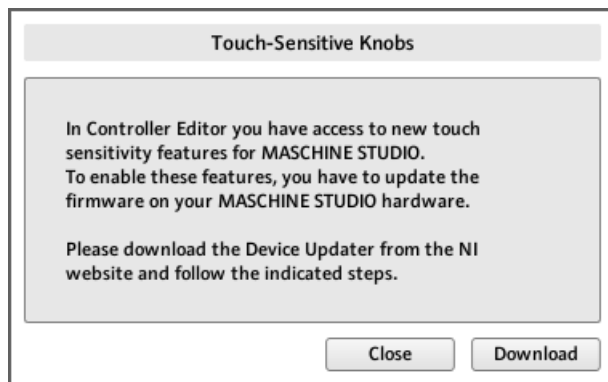 Touch-Sensitive Knobs
In Controller Editor you have access to new touch
sensitivity features for MASCHINE STUDIO.
To enable these features, you have to update the
firmware on your MASCHINE STUDIO hardware.
Please download the Device Updater from the NI
website and follow the indicated steps.
Close
Download